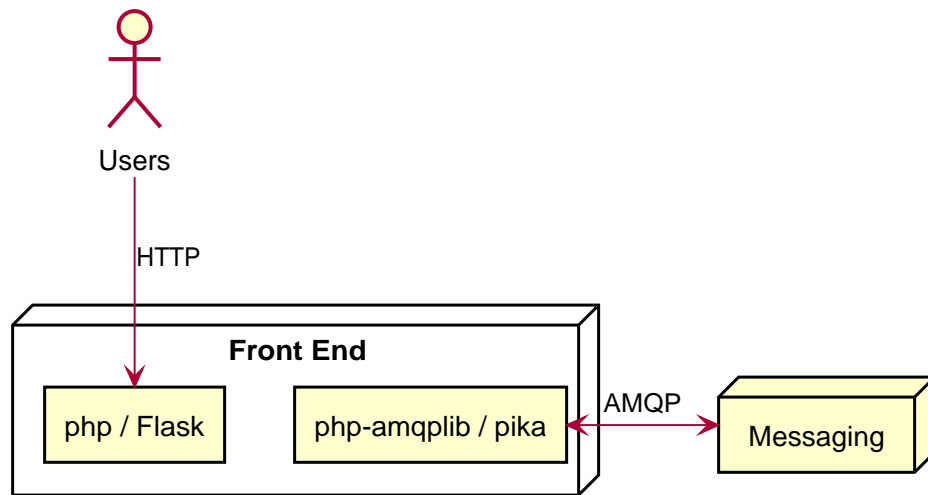 Users
HTTP
Front End
php / Flask
php-amqplib / pika
AMQP
Messaging